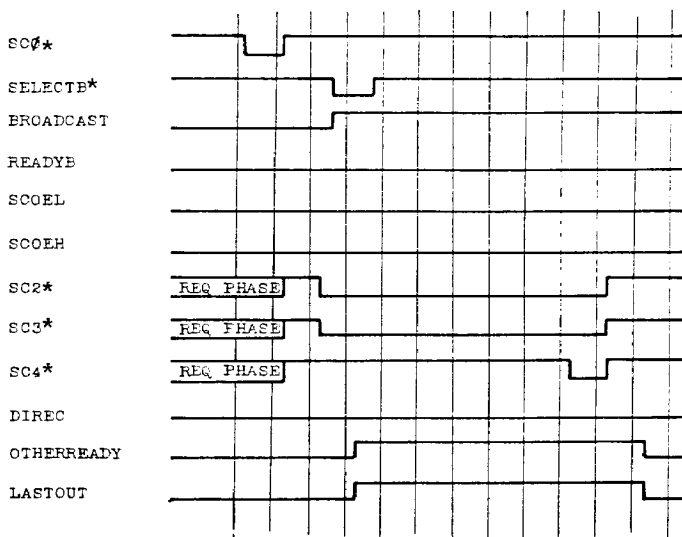 SCØ*
SELECTB*
BROADCAST
READYB
SCOEL
SCOEH
SC2* REQ PHASE
SC3* REQ PHASE
SC4* REQ PHASE
DIREC
OTHERREADY
LASTOUT